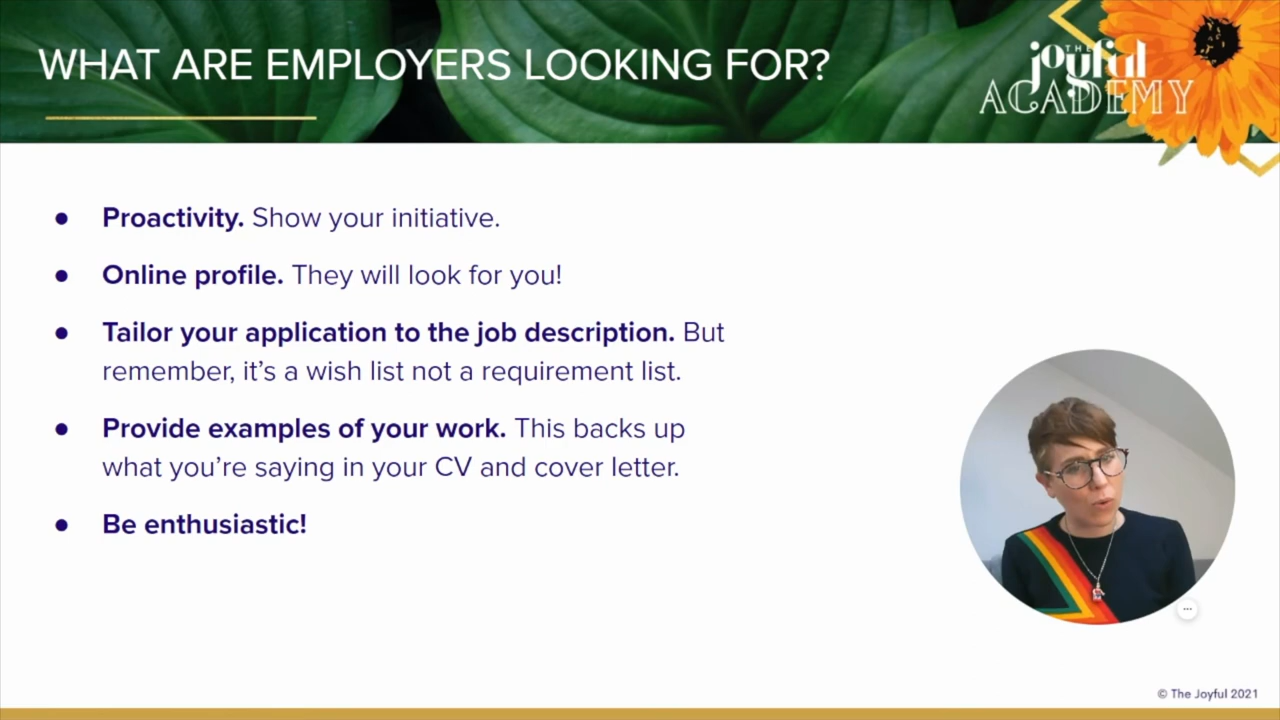 WHAT ARE EMPLOYERS LOOKING FOR?
THE
joyful
ACADEMY
● Proactivity. Show your initiative.
● Online profile. They will look for you!
● Tailor your application to the job description. But
remember, it’s a wish list not a requirement list.
● Provide examples of your work. This backs up
what you’re saying in your CV and cover letter.
● Be enthusiastic!
© The Joyful 2021